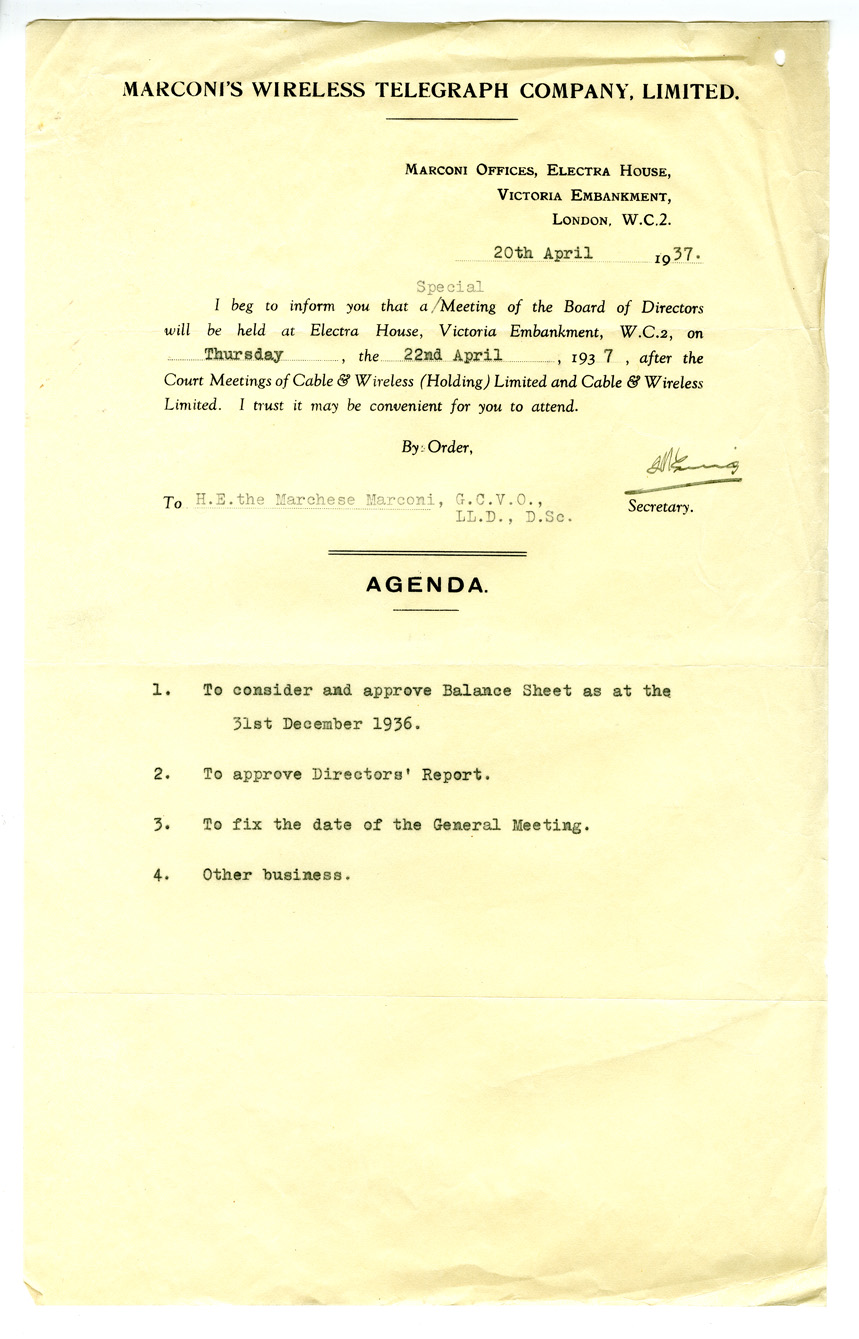 MARCONI'S WIRELESS TELEGRAPH COMPANY, LIMITED.
MARCONI OFFICES, ELECTRA HOUSE,
VICTORIA EMBANKMENT,
LONDON, W.C.2.
20th April 1937.
Special
I beg to inform you that a/Meeting of the Board of Directors
will be held at Electra House, Victoria Embankment, W.C.2, on
Thursday, the 22nd April, 1937, after the
Court Meetings of Cable & Wireless (Holding) Limited and Cable & Wireless
Limited. I trust it may be convenient for you to attend.
By Order,
Secretary.
To H.E.the Marchese Marconi, G.C.V.O.,
LL.D., D.Sc.
AGENDA.
1. To consider and approve Balance Sheet as at the
31st December 1936.
2. To approve Directors' Report.
3. To fix the date of the General Meeting.
4. Other business.